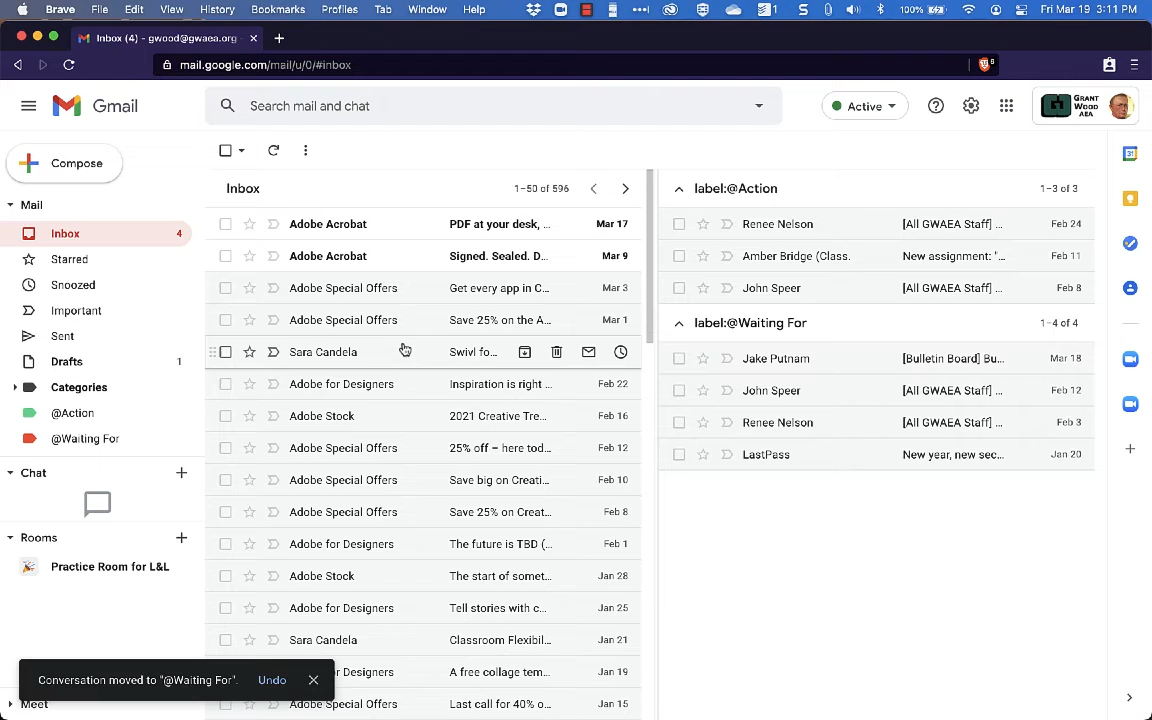 Brave File Edit View History Bookmarks Profiles Tab Window Help 1 S 100% Fri Mar 19 3:11 PM
Inbox (4) - gwood@gwaea.org
mail.google.com/mail/u/0/#inbox
Gmail
Search mail and chat
Active
GRANT WOOD AEA
Compose
Mail
Inbox 4
Starred
Snoozed
Important
Sent
Drafts 1
Categories
@Action
@Waiting For
Chat
Rooms
Practice Room for L&L
Meet
Inbox 1–50 of 596
Adobe Acrobat PDF at your desk, ... Mar 17
Adobe Acrobat Signed. Sealed. D... Mar 9
Adobe Special Offers Get every app in C... Mar 3
Adobe Special Offers Save 25% on the A... Mar 1
Sara Candela Swivl fo...
Adobe for Designers Inspiration is right ... Feb 22
Adobe Stock 2021 Creative Tre... Feb 16
Adobe Special Offers 25% off – here tod... Feb 12
Adobe Special Offers Save big on Creati... Feb 10
Adobe Special Offers Save 25% on Creat... Feb 8
Adobe for Designers The future is TBD (... Feb 1
Adobe Stock The start of somet... Jan 28
Adobe for Designers Tell stories with c... Jan 25
Sara Candela Classroom Flexibil... Jan 21
for Designers A free collage tem... Jan 19
Adobe Special Offers Last call for 40% o... Jan 15
label:@Action 1–3 of 3
Renee Nelson [All GWAEA Staff] ... Feb 24
Amber Bridge (Class. New assignment: "... Feb 11
John Speer [All GWAEA Staff] ... Feb 8
label:@Waiting For 1–4 of 4
Jake Putnam [Bulletin Board] Bu... Mar 18
John Speer [All GWAEA Staff] ... Feb 12
Renee Nelson [All GWAEA Staff] ... Feb 3
LastPass New year, new sec... Jan 20
Conversation moved to "@Waiting For". Undo